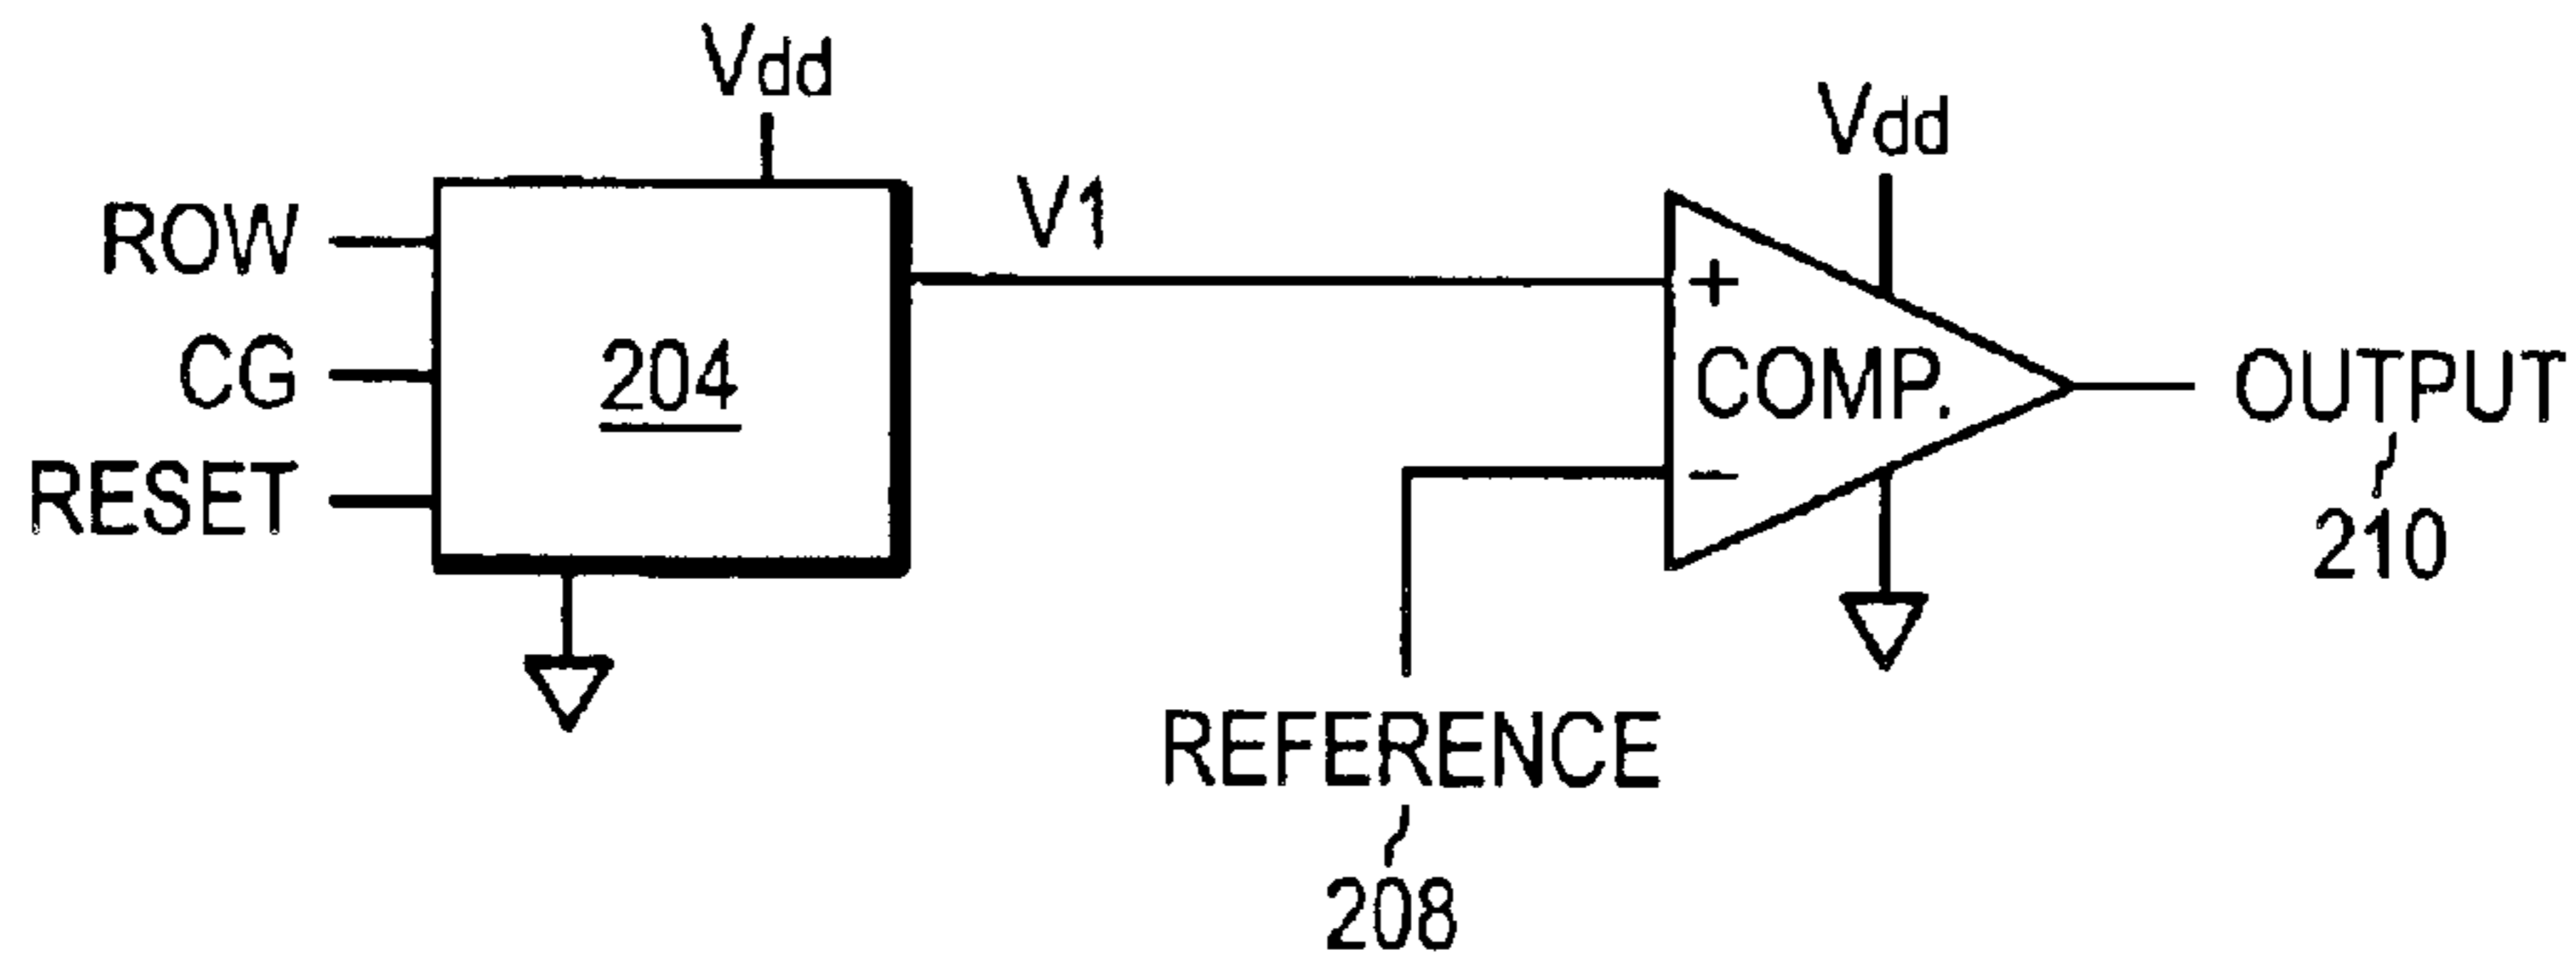 Vdd
Vdd
ROW
V1
+
CG
204
COMP.
OUTPUT
RESET
−
210
REFERENCE
208